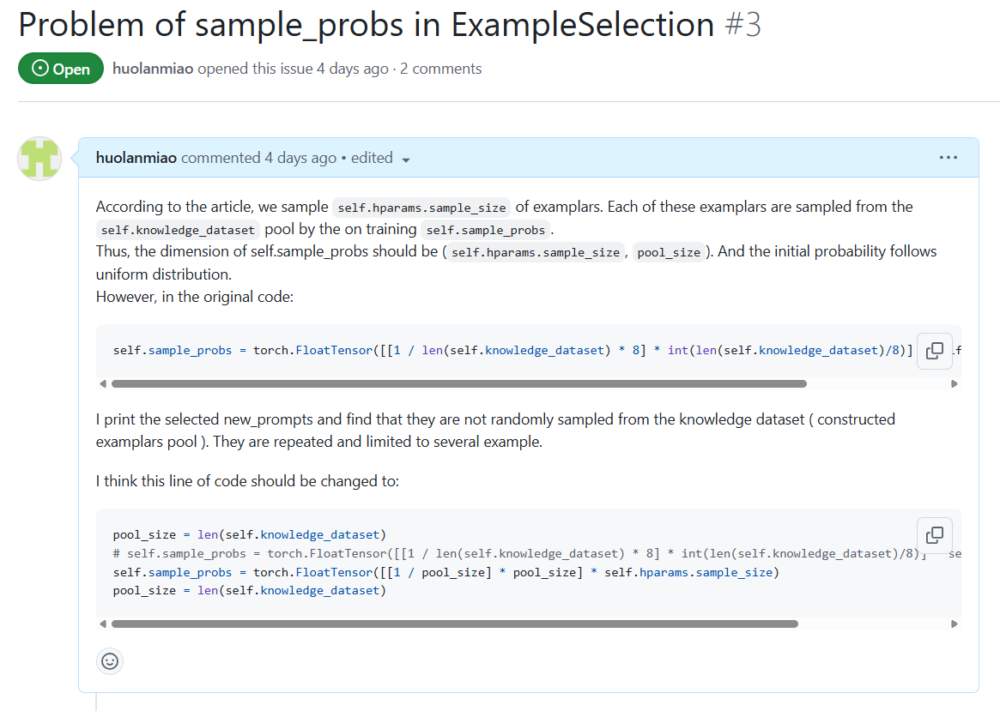 Problem of sample_probs in ExampleSelection #3
Open huolanmiao opened this issue 4 days ago · 2 comments
huolanmiao commented 4 days ago • edited
According to the article, we sample self.hparams.sample_size of examplars. Each of these examplars are sampled from the
self.knowledge_dataset pool by the on training self.sample_probs.
Thus, the dimension of self.sample_probs should be ( self.hparams.sample_size, pool_size ). And the initial probability follows
uniform distribution.
However, in the original code:
self.sample_probs = torch.FloatTensor([[1 / len(self.knowledge_dataset) * 8] * int(len(self.knowledge_dataset)/8)]
I print the selected new_prompts and find that they are not randomly sampled from the knowledge dataset ( constructed
examplars pool ). They are repeated and limited to several example.
I think this line of code should be changed to:
pool_size = len(self.knowledge_dataset)
# self.sample_probs = torch.FloatTensor([[1 / len(self.knowledge_dataset) * 8] * int(len(self.knowledge_dataset)/8)] se
self.sample_probs = torch.FloatTensor([[1 / pool_size] * pool_size] * self.hparams.sample_size)
pool_size = len(self.knowledge_dataset)